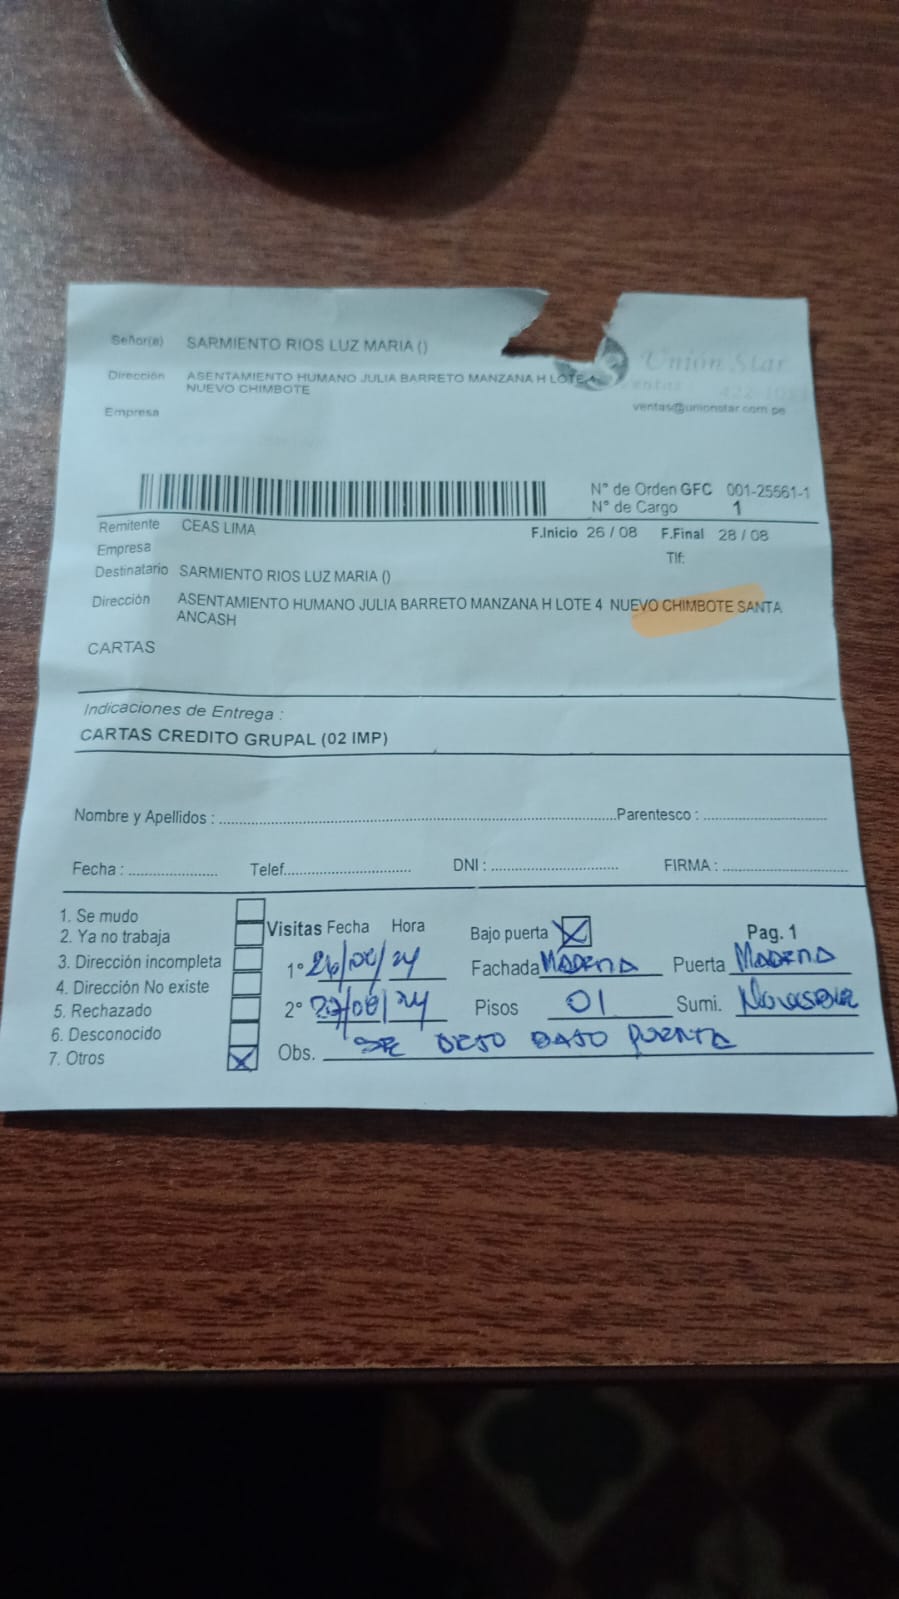 Señor(a) SARMIENTO RIOS LUZ MARIA ()
Dirección ASENTAMIENTO HUMANO JULIA BARRETO MANZANA H LOTE
NUEVO CHIMBOTE
Empresa
Unión Star
ventas@unionstar.com.pe
N° de Orden GFC 001-25561-1
N° de Cargo 1
Remitente CEAS LIMA
F.Inicio 26 / 08 F.Final 28 / 08
Empresa
Tlf:
Destinatario SARMIENTO RIOS LUZ MARIA ()
Dirección ASENTAMIENTO HUMANO JULIA BARRETO MANZANA H LOTE 4 NUEVO CHIMBOTE SANTA
ANCASH
CARTAS
Indicaciones de Entrega :
CARTAS CREDITO GRUPAL (02 IMP)
Nombre y Apellidos : Parentesco :
Fecha : Telef. DNI : FIRMA :
1. Se mudo
2. Ya no trabaja
3. Dirección incompleta
4. Dirección No existe
5. Rechazado
6. Desconocido
7. Otros
Visitas Fecha Hora
1° 26/08/24
2° 27/08/24
Bajo puerta Pag. 1
Fachada MADERA Puerta MADERA
Pisos 01 Sumi.
Obs. SE DEJO BAJO PUERTA